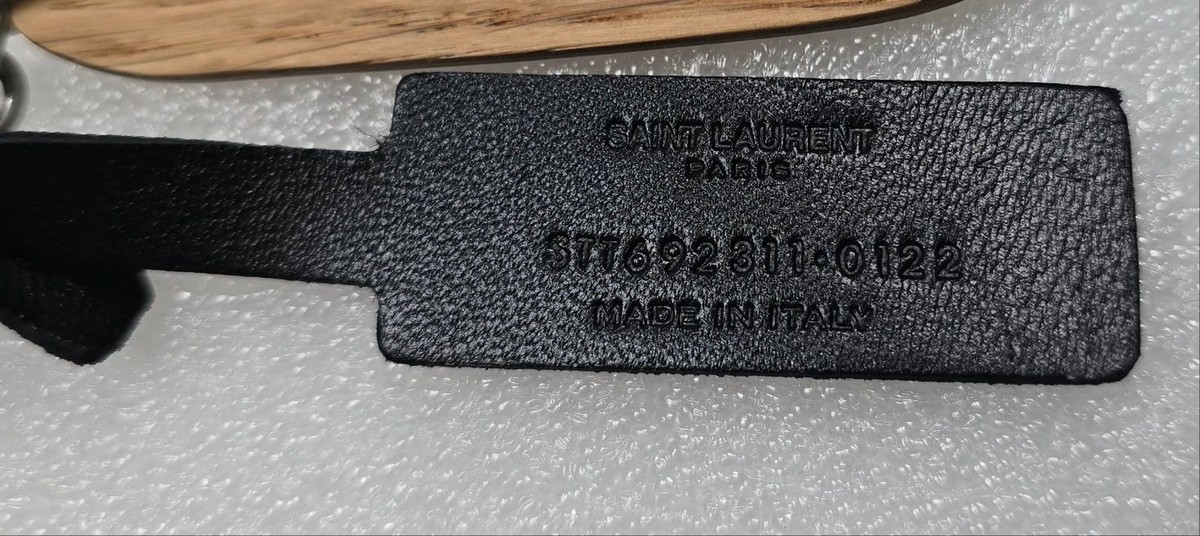 SAINT LAURENT
PARIS
STT692311·0122
MADE IN ITALY